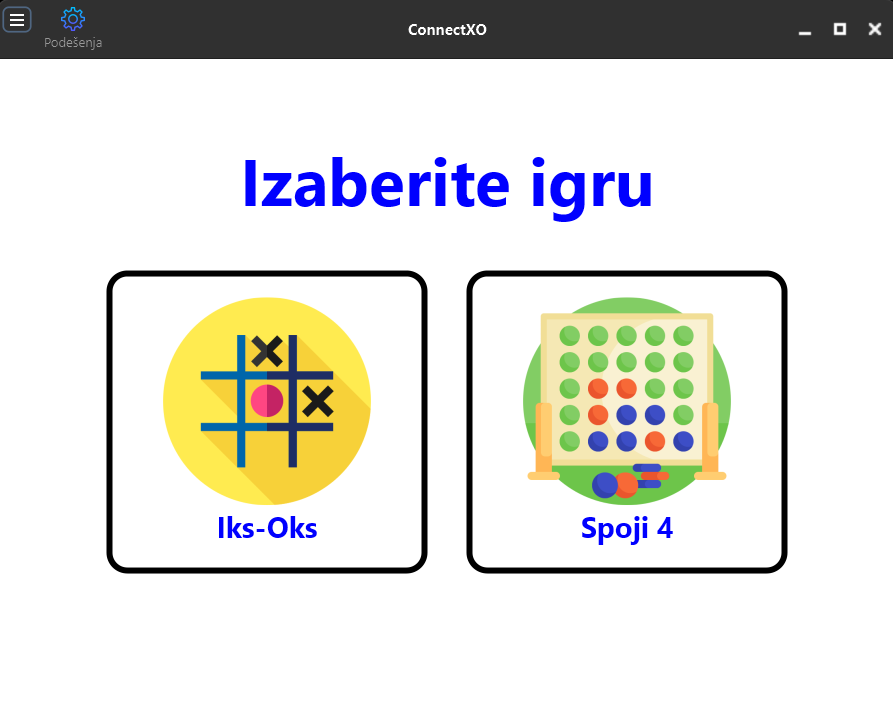 ConnectXO
Podešenja
Izaberite igru
Iks-Oks
Spoji 4